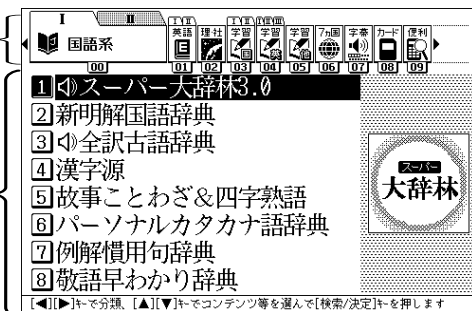 I II
国語系
英語 理・社 学習 学習 学習 7ヵ国 字幕 カード 便利
00 01 02 03 04 05 06 07 08 09
1 スーパー大辞林3.0
2 新明解国語辞典
3 全訳古語辞典
4 漢字源
5 故事ことわざ&四字熟語
6 パーソナルカタカナ語辞典
7 例解慣用句辞典
8 敬語早わかり辞典
スーパー
大辞林
[◀][▶]キーで分類、[▲][▼]キーでコンテンツ等を選んで[検索/決定]キーを押します